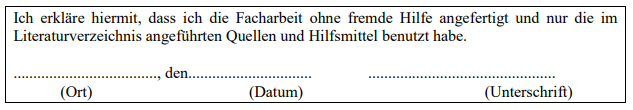 Ich erkläre hiermit, dass ich die Facharbeit ohne fremde Hilfe angefertigt und nur die im
Literaturverzeichnis angeführten Quellen und Hilfsmittel benutzt habe.
...................................., den............................... ...............................................
(Ort) (Datum) (Unterschrift)